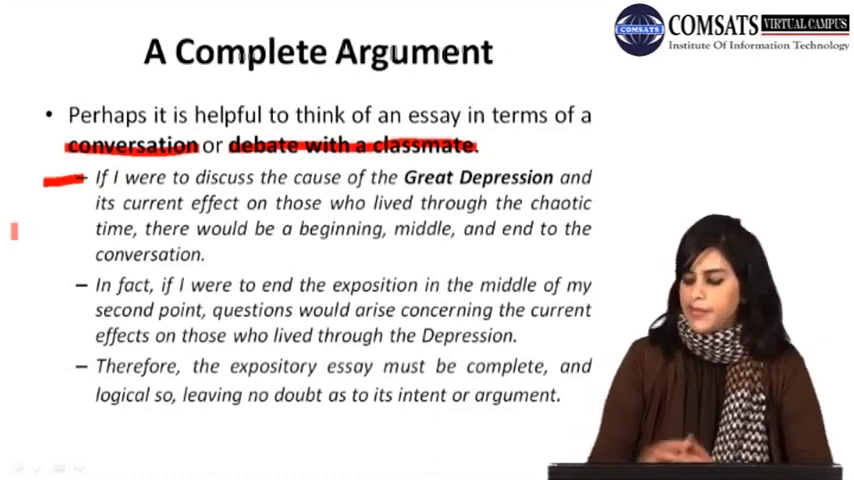 COMSATS VIRTUAL CAMPUS
COMSATS
Institute Of Information Technology
A Complete Argument
• Perhaps it is helpful to think of an essay in terms of a
conversation or debate with a classmate.
– If I were to discuss the cause of the Great Depression and
its current effect on those who lived through the chaotic
time, there would be a beginning, middle, and end to the
conversation.
– In fact, if I were to end the exposition in the middle of my
second point, questions would arise concerning the current
effects on those who lived through the Depression.
– Therefore, the expository essay must be complete, and
logical so, leaving no doubt as to its intent or argument.